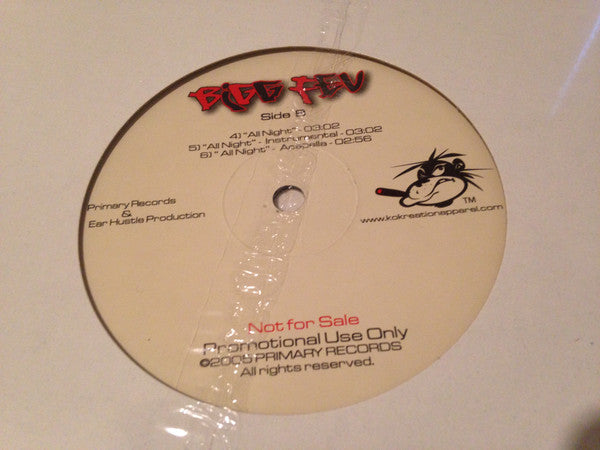 BiGG FEV
Side B
4) "All Night" - 03:02
5) "All Night" - Instrumental - 03:02
6) "All Night" - Acapella - 02:56
Primary Records
&
Ear Hustle Production
TM
www.kokreationapparel.com
Not for Sale
Promotional Use Only
©2005 PRIMARY RECORDS
All rights reserved.